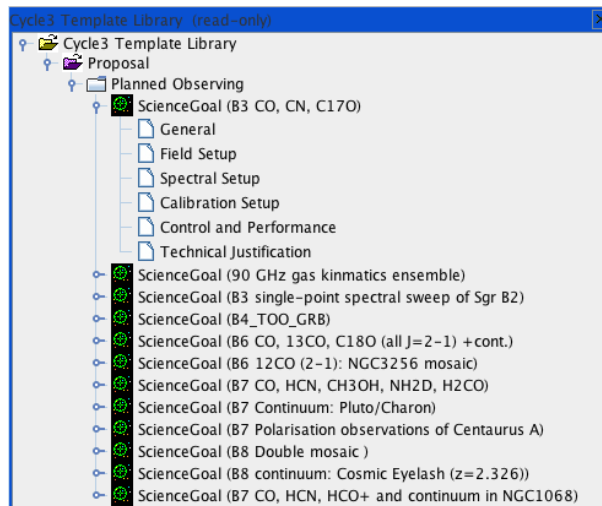 Cycle3 Template Library (read-only)
Cycle3 Template Library
Proposal
Planned Observing
ScienceGoal (B3 CO, CN, C17O)
General
Field Setup
Spectral Setup
Calibration Setup
Control and Performance
Technical Justification
ScienceGoal (90 GHz gas kinmatics ensemble)
ScienceGoal (B3 single-point spectral sweep of Sgr B2)
ScienceGoal (B4_TOO_GRB)
ScienceGoal (B6 CO, 13CO, C18O (all J=2-1) +cont.)
ScienceGoal (B6 12CO (2-1): NGC3256 mosaic)
ScienceGoal (B7 CO, HCN, CH3OH, NH2D, H2CO)
ScienceGoal (B7 Continuum: Pluto/Charon)
ScienceGoal (B7 Polarisation observations of Centaurus A)
ScienceGoal (B8 Double mosaic )
ScienceGoal (B8 continuum: Cosmic Eyelash (z=2.326))
ScienceGoal (B7 CO, HCN, HCO+ and continuum in NGC1068)